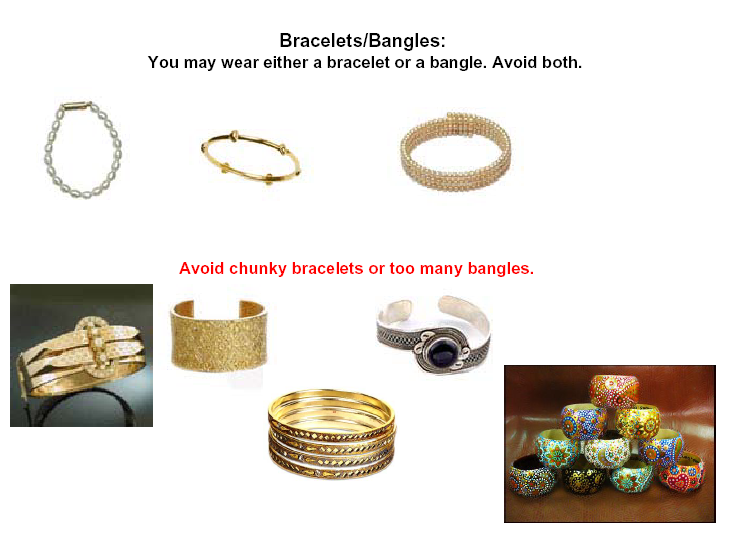 Bracelets/Bangles:
You may wear either a bracelet or a bangle. Avoid both.
Avoid chunky bracelets or too many bangles.